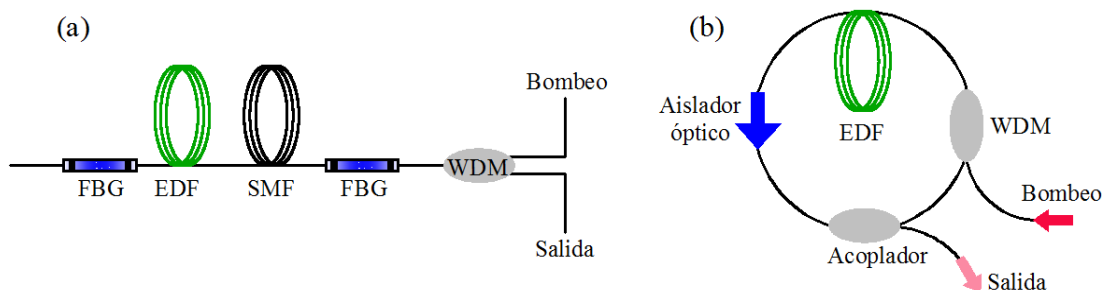 (a)
Bombeo
WDM
FBG
EDF
SMF
FBG
Salida
(b)
Aislador
óptico
EDF
WDM
Bombeo
Acoplador
Salida